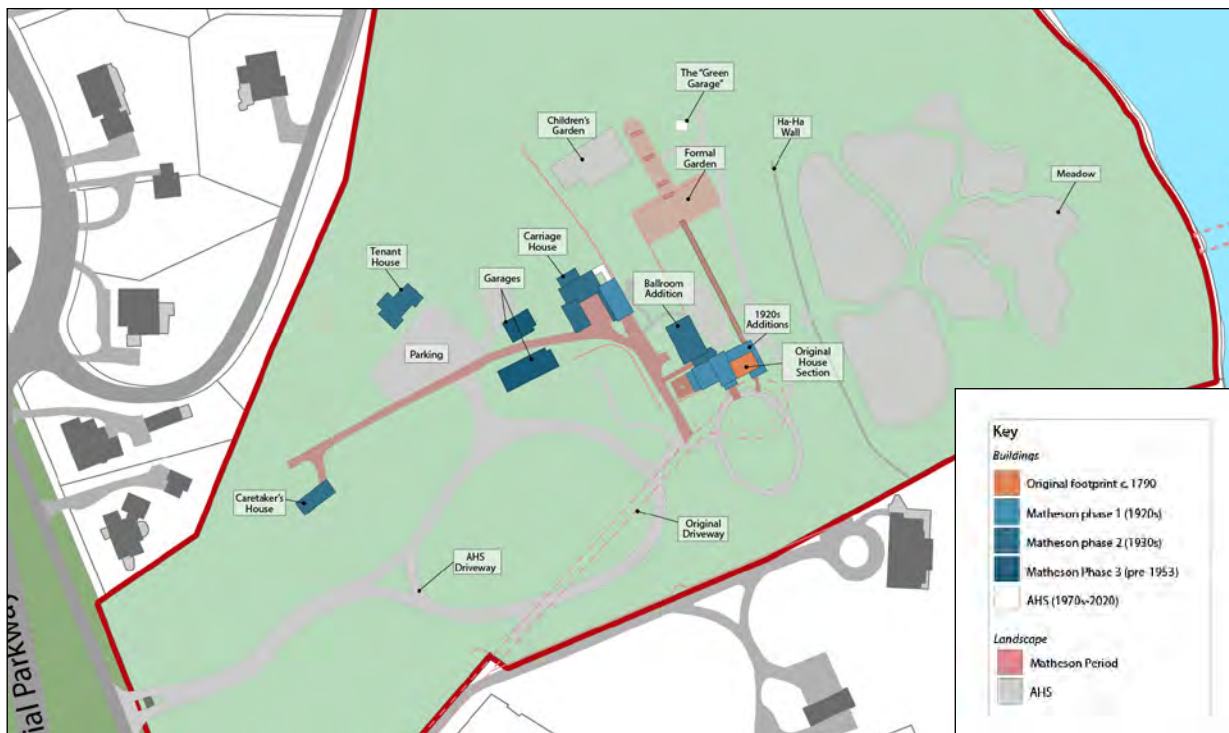 The "Green
Garage"
Children's
Garden
Ha-Ha
Wall
Formal
Garden
Meadow
Carriage
House
Tenant
House
Garages
Ballroom
Addition
1920s
Additions
Original
House
Section
Parking
Caretaker's
House
Original
Driveway
AHS
Driveway
ial Parkway
Key
Buildings
Original footprint c. 1790
Matheson phase 1 (1920s)
Matheson phase 2 (1930s)
Matheson Phase 3 (pre-1953)
AHS (1970s-2020)
Landscape
Matheson Period
AHS